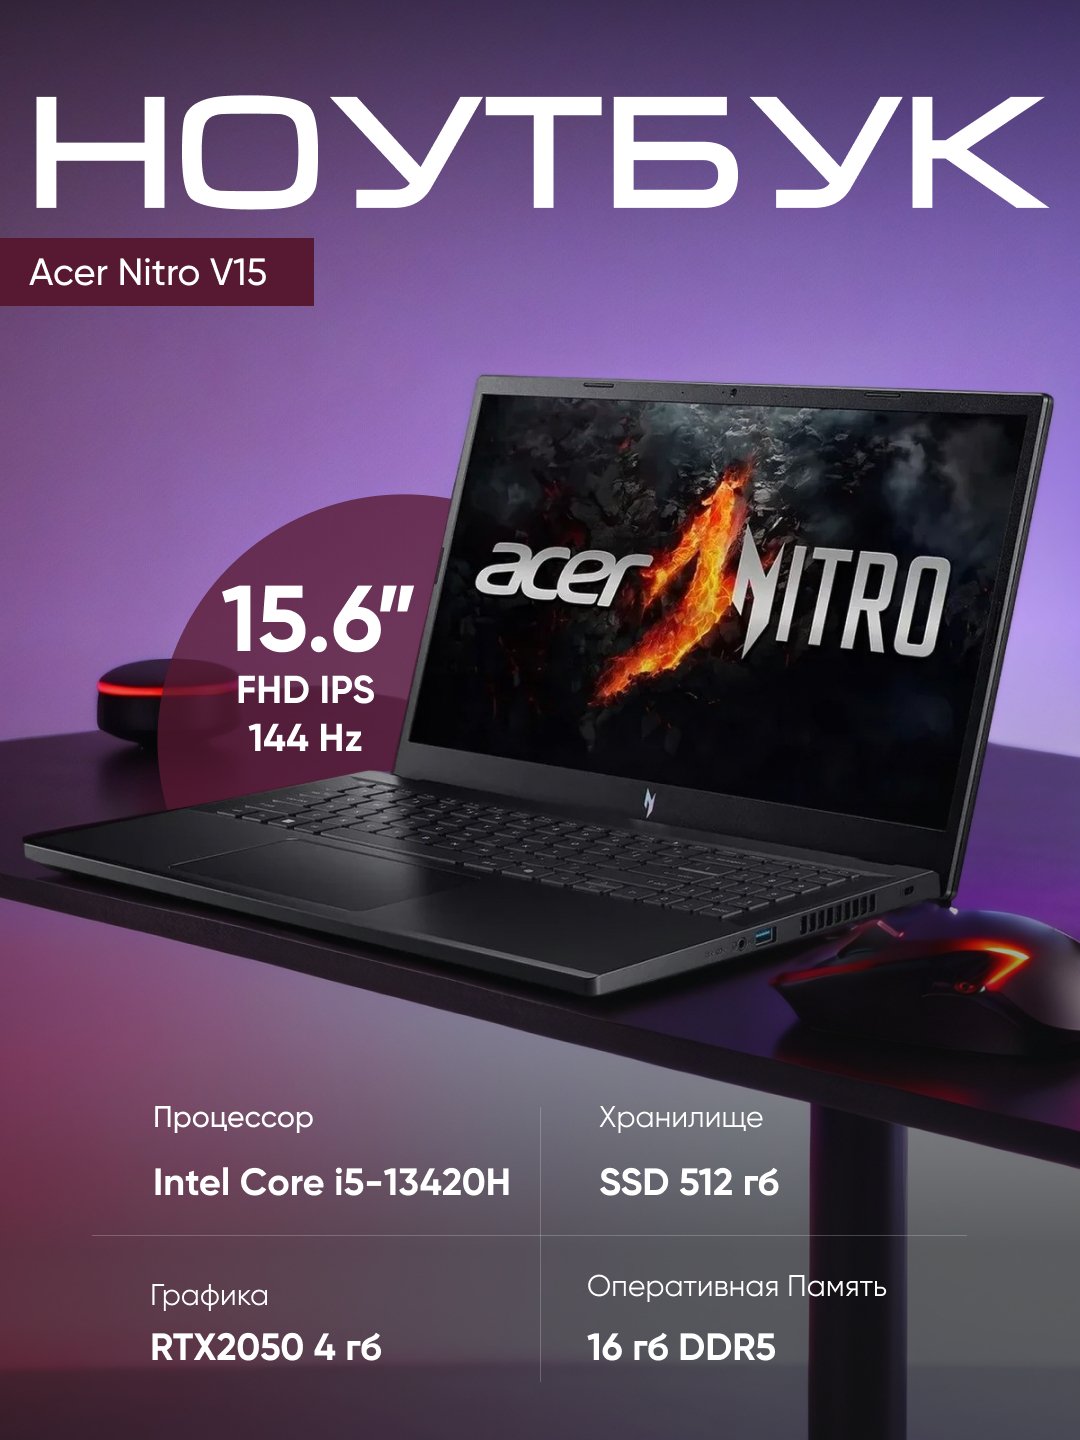 НОУТБУК
Acer Nitro V15
acer NITRO
15.6"
FHD IPS
144 Hz
Процессор
Intel Core i5-13420H
Хранилище
SSD 512 гб
Графика
RTX2050 4 гб
Оперативная Память
16 гб DDR5